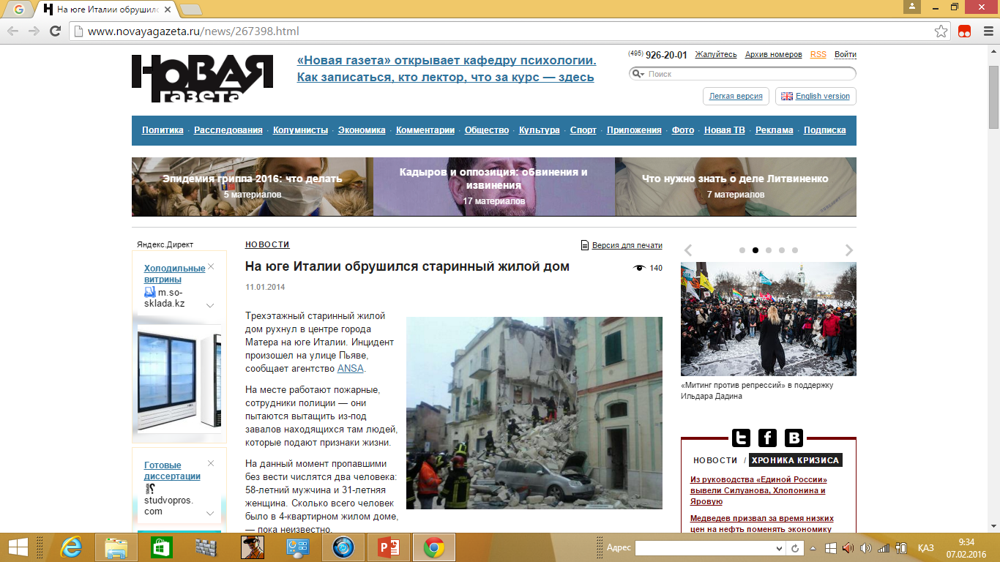 На юге Италии обрушилс
www.novayagazeta.ru/news/267398.html
НОВАЯ
газета
«Новая газета» открывает кафедру психологии.
Как записаться, кто лектор, что за курс — здесь
(495) 926-20-01 Жалуйтесь Архив номеров RSS Войти
Поиск
Легкая версия English version
Политика · Расследования · Колумнисты · Экономика · Комментарии · Общество · Культура · Спорт · Приложения · Фото · Новая ТВ · Реклама · Подписка
Эпидемия гриппа 2016: что делать
5 материалов
Кадыров и оппозиция: обвинения и
извинения
17 материалов
Что нужно знать о деле Литвиненко
7 материалов
Яндекс.Директ
Холодильные
витрины
m.so-
sklada.kz
Готовые
диссертации
studvopros.
com
НОВОСТИ
Версия для печати
На юге Италии обрушился старинный жилой дом
140
11.01.2014
Трехэтажный старинный жилой
дом рухнул в центре города
Матера на юге Италии. Инцидент
произошел на улице Пьяве,
сообщает агентство ANSA.
На месте работают пожарные,
сотрудники полиции — они
пытаются вытащить из-под
завалов находящихся там людей,
которые подают признаки жизни.
На данный момент пропавшими
без вести числятся два человека:
58-летний мужчина и 31-летняя
женщина. Сколько всего человек
было в 4-квартирном жилом доме,
— пока неизвестно.
«Митинг против репрессий» в поддержку
Ильдара Дадина
НОВОСТИ / ХРОНИКА КРИЗИСА
Из руководства «Единой России»
вывели Силуанова, Хлопонина и
Яровую
Медведев призвал за время низких
цен на нефть поменять экономику
Адрес
ҚАЗ
9:34
07.02.2016